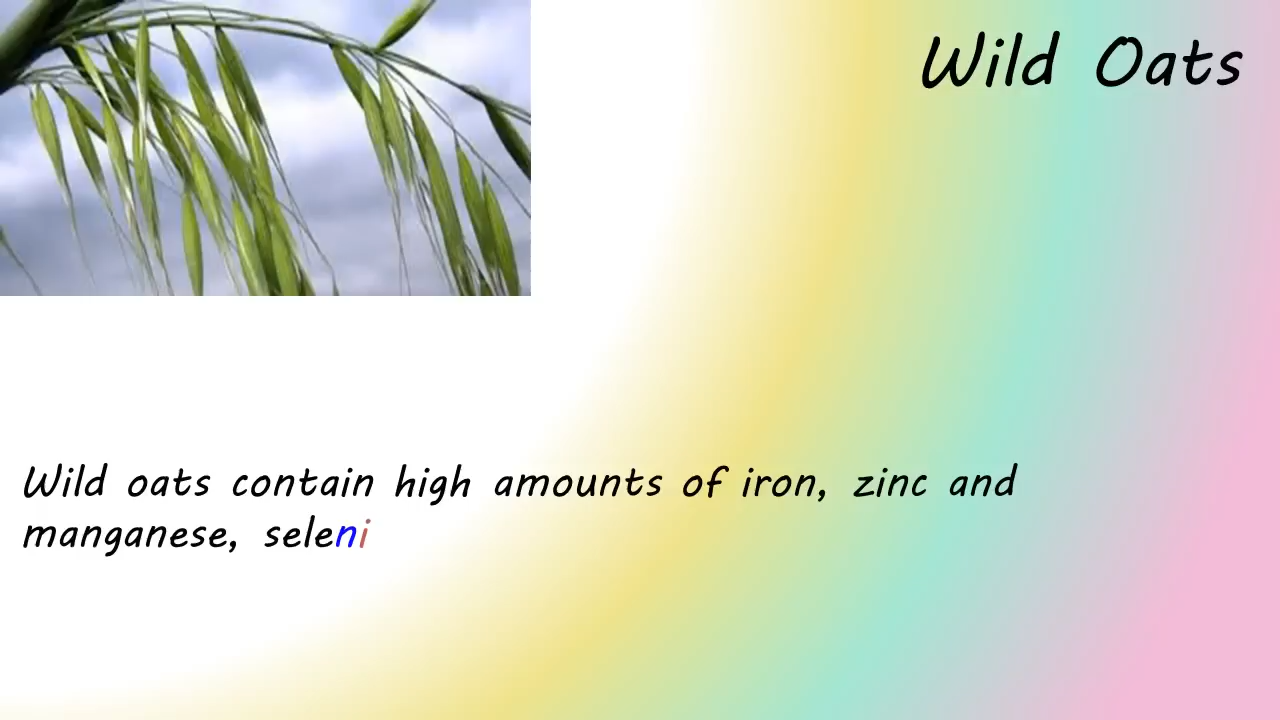 Wild Oats
Wild oats contain high amounts of iron, zinc and
manganese, seleni